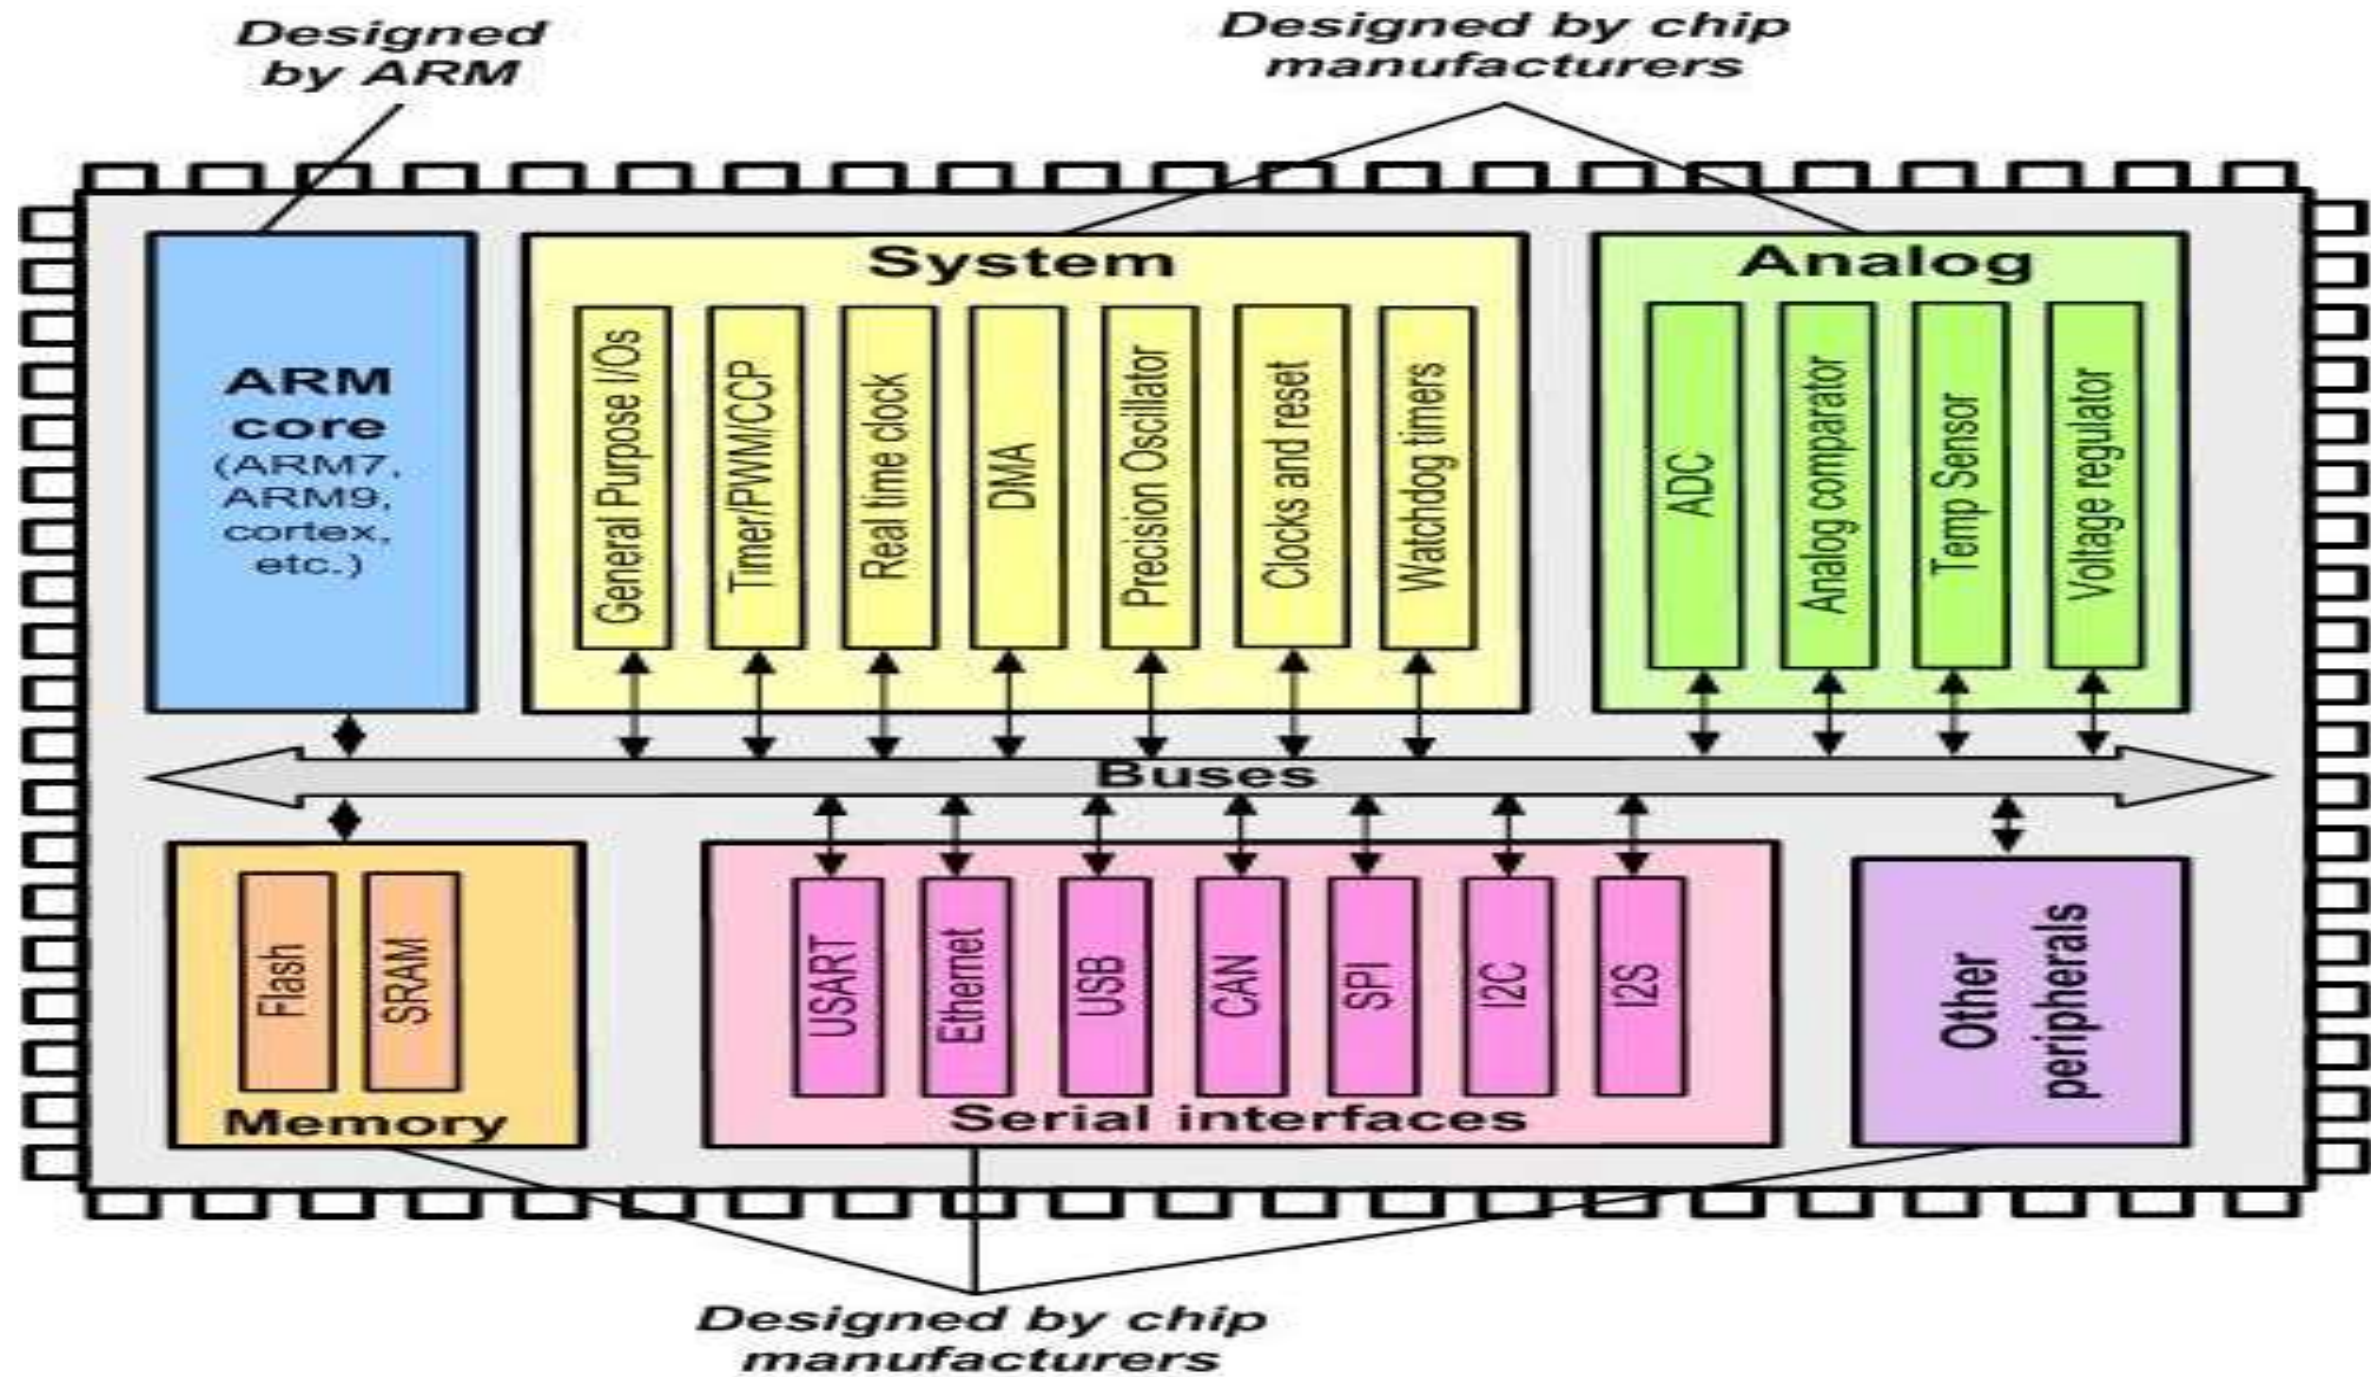 Designed
by ARM
Designed by chip
manufacturers
ARM
core
(ARM7,
ARM9,
cortex,
etc.)
System
General Purpose I/Os
Timer/PWM/CCP
Real time clock
DMA
Precision Oscillator
Clocks and reset
Watchdog timers
Analog
ADC
Analog comparator
Temp Sensor
Voltage regulator
Buses
Flash
SRAM
Memory
USART
Ethernet
USB
CAN
SPI
I2C
I2S
Serial interfaces
Other
peripherals
Designed by chip
manufacturers